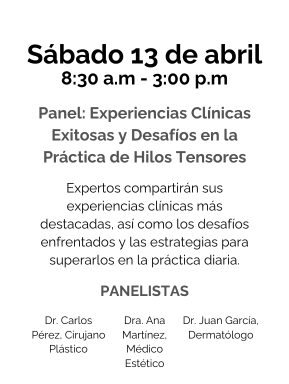 Sábado 13 de abril
8:30 a.m - 3:00 p.m
Panel: Experiencias Clínicas
Exitosas y Desafíos en la
Práctica de Hilos Tensores
Expertos compartirán sus
experiencias clínicas más
destacadas, así como los desafíos
enfrentados y las estrategias para
superarlos en la práctica diaria.
PANELISTAS
Dr. Carlos
Pérez, Cirujano
Plástico
Dra. Ana
Martínez,
Médico
Estético
Dr. Juan García,
Dermatólogo